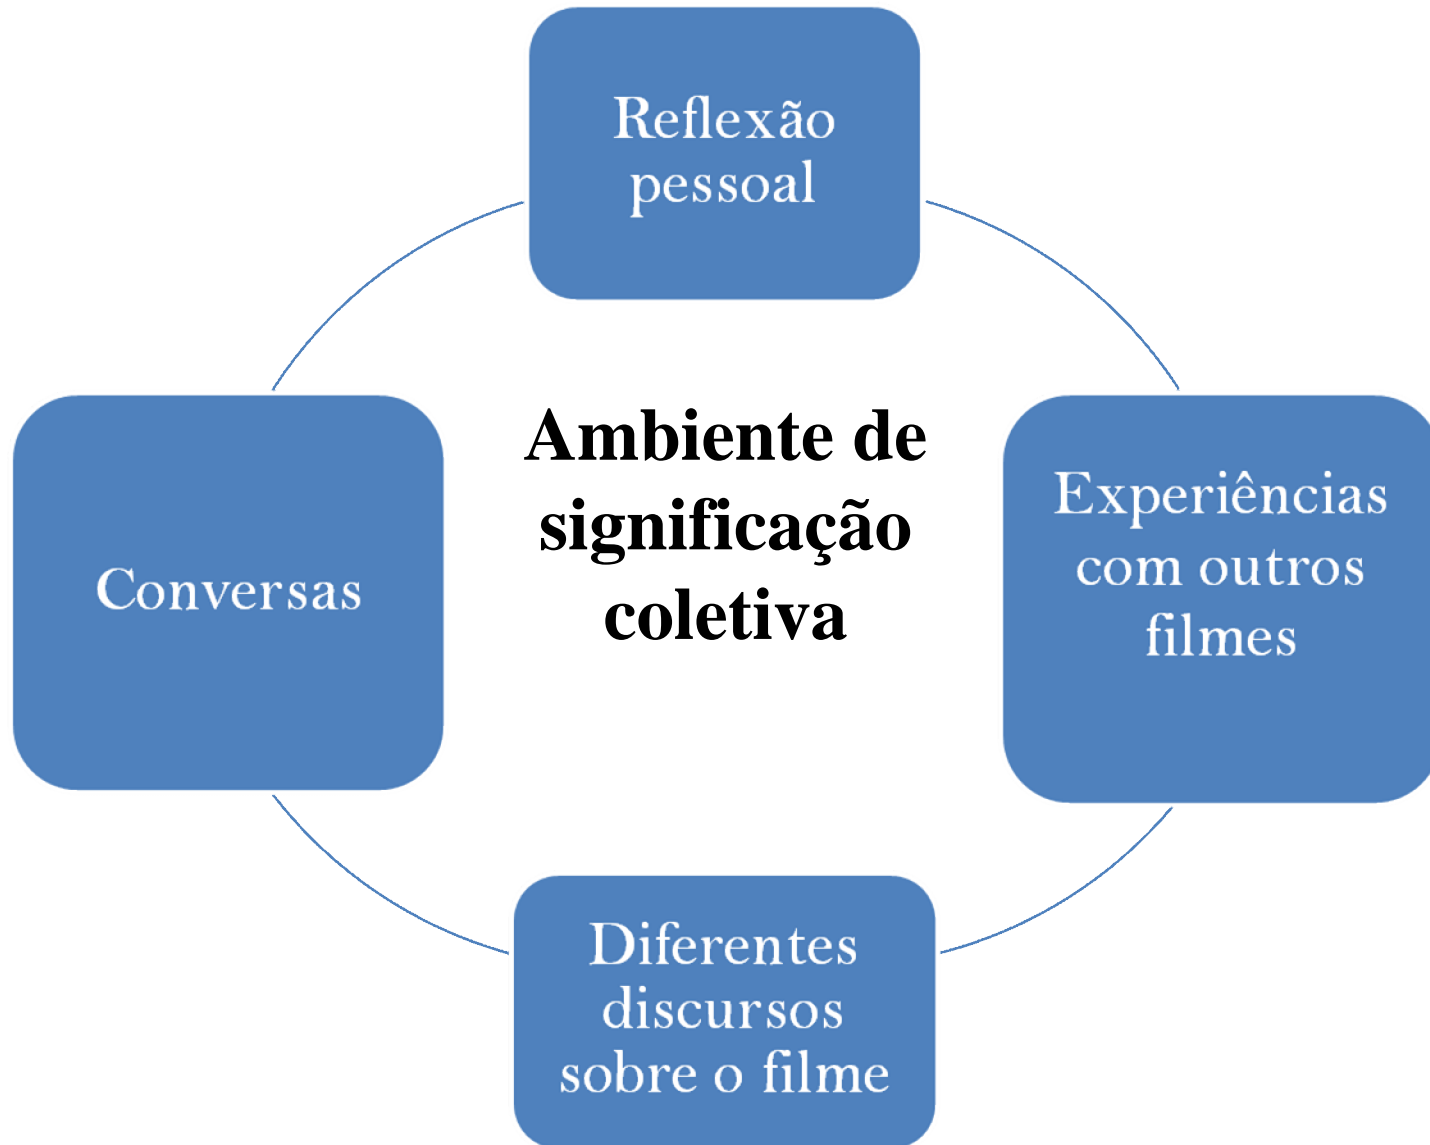 Reflexão
pessoal
Ambiente de
significação
coletiva
Experiências
com outros
filmes
Conversas
Diferentes
discursos
sobre o filme